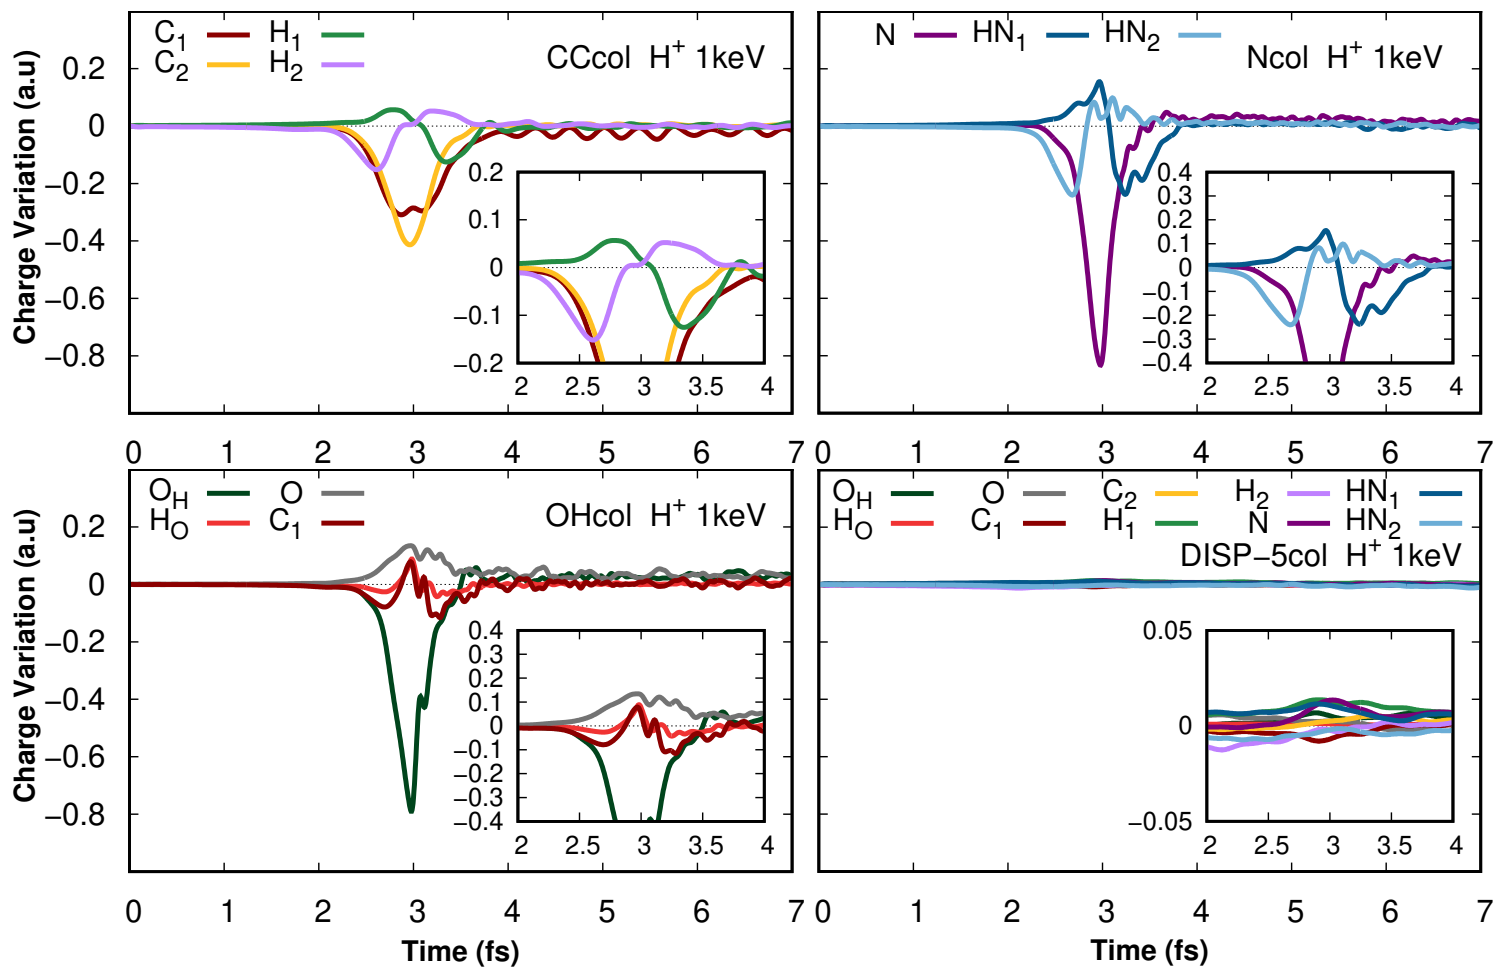 C₁ H₁
C₂ H₂
CCcol H⁺ 1keV
Charge Variation (a.u)
0.2
0
−0.2
−0.4
−0.6
−0.8
0.2
0.1
0
−0.1
−0.2
2 2.5 3 3.5 4
0 1 2 3 4 5 6 7
N HN₁ HN₂
Ncol H⁺ 1keV
0.4
0.3
0.2
0.1
0
−0.1
−0.2
−0.3
−0.4
2 2.5 3 3.5 4
0 1 2 3 4 5 6 7
O_H O
H_O C₁
OHcol H⁺ 1keV
Charge Variation (a.u)
0.2
0
−0.2
−0.4
−0.6
−0.8
0.4
0.3
0.2
0.1
0
−0.1
−0.2
−0.3
−0.4
2 2.5 3 3.5 4
0 1 2 3 4 5 6 7
Time (fs)
O_H O C₂ H₂ HN₁
H_O C₁ H₁ N HN₂
DISP−5col H⁺ 1keV
0.05
0
−0.05
2 2.5 3 3.5 4
0 1 2 3 4 5 6 7
Time (fs)